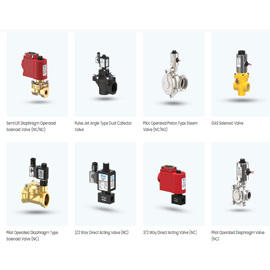 Semi Lift Diaphragm Operated
Solenoid Valve (NC/NO)
Pulse Jet Angle Type Dust Collector
Valve (NC)
Pilot Operated Piston Type Steam
Valve (NC/NO)
GAS Solenoid Valve
Pilot Operated Diaphragm Type
Solenoid Valve (NC)
2/2 Way Direct Acting Valve (NC)
3/2 Way Direct Acting Valve (NC)
Pilot Operated Diaphragm Valve
(NC)